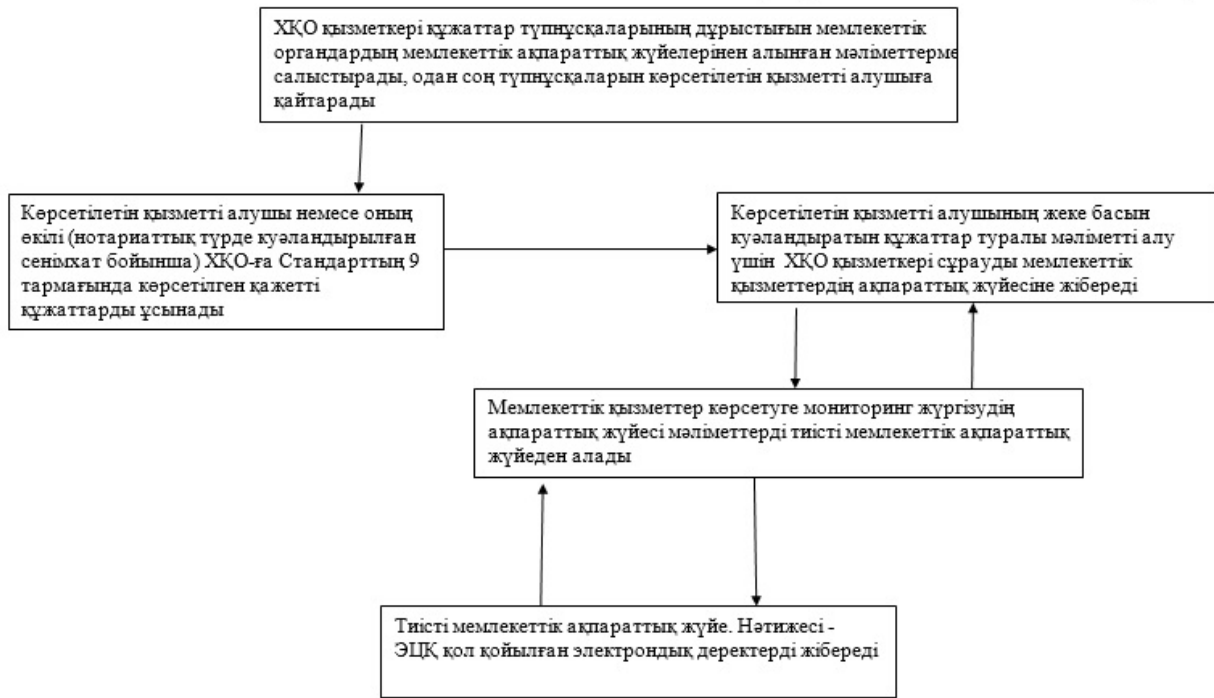 ХҚО қызметкері құжаттар түпнұсқаларының дұрыстығын мемлекеттік
органдардың мемлекеттік ақпараттық жүйелерінен алынған мәліметтерме
салыстырады, одан соң түпнұсқаларын көрсетілетін қызметті алушыға
қайтарады
Көрсетілетін қызметті алушы немесе оның
өкілі (нотариаттық түрде куәландырылған
сенімхат бойынша) ХҚО-ға Стандарттың 9
тармағында көрсетілген қажетті
құжаттарды ұсынады
Көрсетілетін қызметті алушының жеке басын
куәландыратын құжаттар туралы мәліметті алу
үшін ХҚО қызметкері сұрауды мемлекеттік
қызметтердің ақпараттық жүйесіне жібереді
Мемлекеттік қызметтер көрсетуге мониторинг жүргізудің
ақпараттық жүйесі мәліметтерді тиісті мемлекеттік ақпараттық
жүйеден алады
Тиісті мемлекеттік ақпараттық жүйе. Нәтижесі -
ЭЦҚ қол қойылған электрондық деректерді жібереді